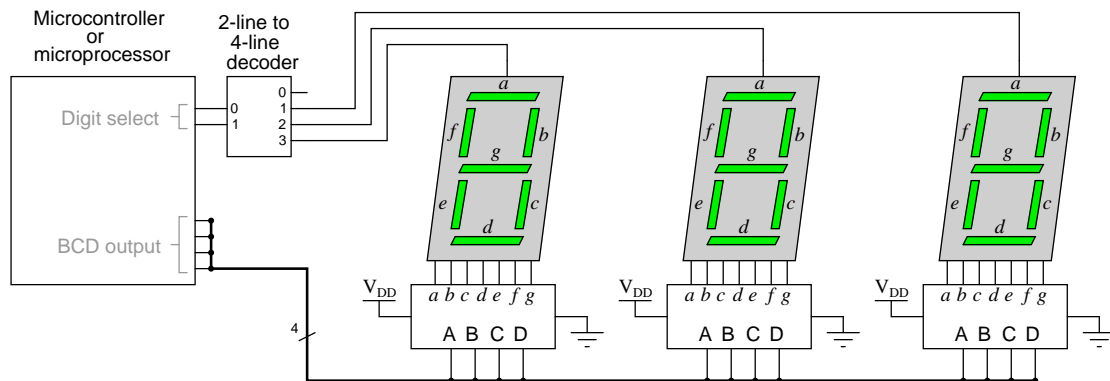 Microcontroller
or
microprocessor
2-line to
4-line
decoder
Digit select
0
1
0
1
2
3
BCD output
4
a
f
b
g
e
c
d
a
f
b
g
e
c
d
a
f
b
g
e
c
d
VDD
a b c d e f g
A B C D
VDD
a b c d e f g
A B C D
VDD
a b c d e f g
A B C D